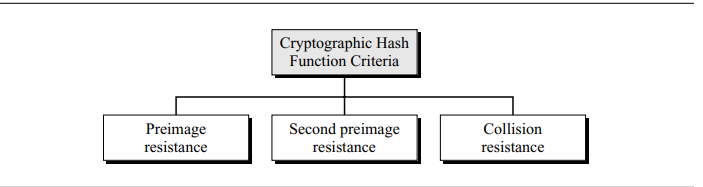 Cryptographic Hash
Function Criteria
Preimage
resistance
Second preimage
resistance
Collision
resistance